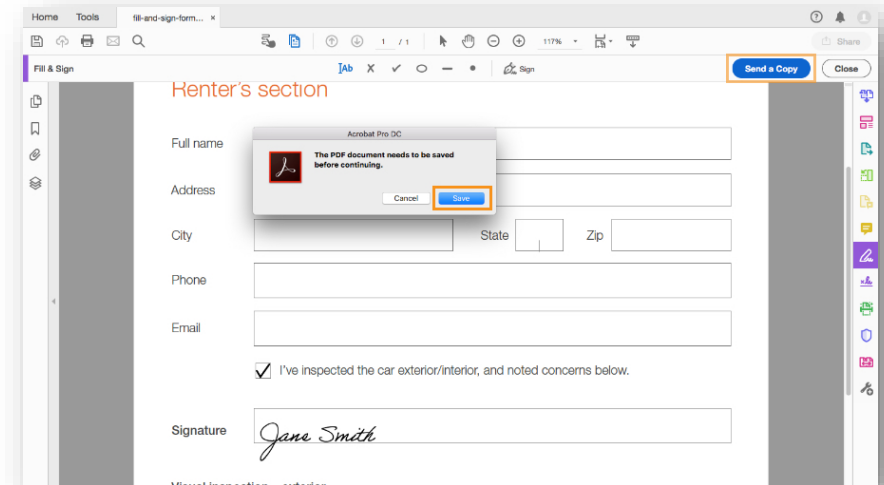 Home Tools fill-and-sign-form... ×
1 / 1 117%
Share
Fill & Sign
Ab Sign
Send a Copy Close
Renter's section
Acrobat Pro DC
The PDF document needs to be saved
before continuing.
Cancel Save
Full name
Address
City State Zip
Phone
Email
I've inspected the car exterior/interior, and noted concerns below.
Signature Jane Smith